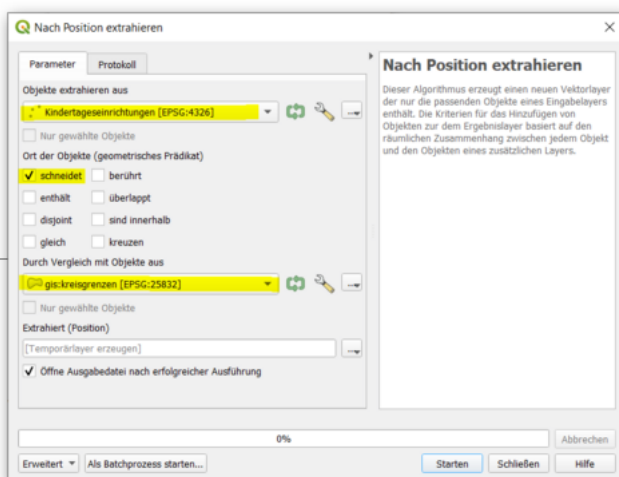 Nach Position extrahieren
Parameter
Protokoll
Objekte extrahieren aus
Kindertageseinrichtungen [EPSG:4326]
Nur gewählte Objekte
Ort der Objekte (geometrisches Prädikat)
schneidet berührt
enthält überlappt
disjoint sind innerhalb
gleich kreuzen
Durch Vergleich mit Objekte aus
gis:kreisgrenzen [EPSG:25832]
Nur gewählte Objekte
Extrahiert (Position)
[Temporärlayer erzeugen]
Öffne Ausgabedatei nach erfolgreicher Ausführung
Nach Position extrahieren
Dieser Algorithmus erzeugt einen neuen Vektorlayer
der nur die passenden Objekte eines Eingabelayers
enthält. Die Kriterien für das Hinzufügen von
Objekten zur dem Ergebnislayer basiert auf den
räumlichen Zusammenhang zwischen jedem Objekt
und den Objekten eines zusätzlichen Layers.
0%
Abbrechen
Erweitert
Als Batchprozess starten...
Starten
Schließen
Hilfe